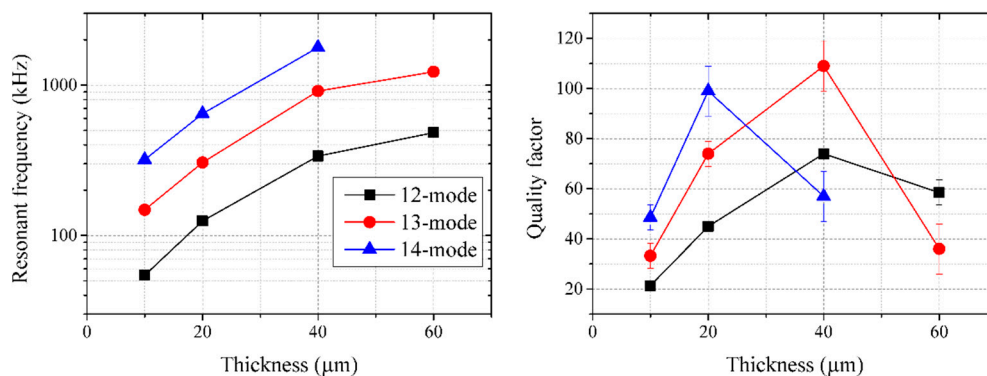 Resonant frequency (kHz)
1000
100
0
20
40
60
Thickness (μm)
12-mode
13-mode
14-mode
Quality factor
120
100
80
60
40
20
0
20
40
60
Thickness (μm)